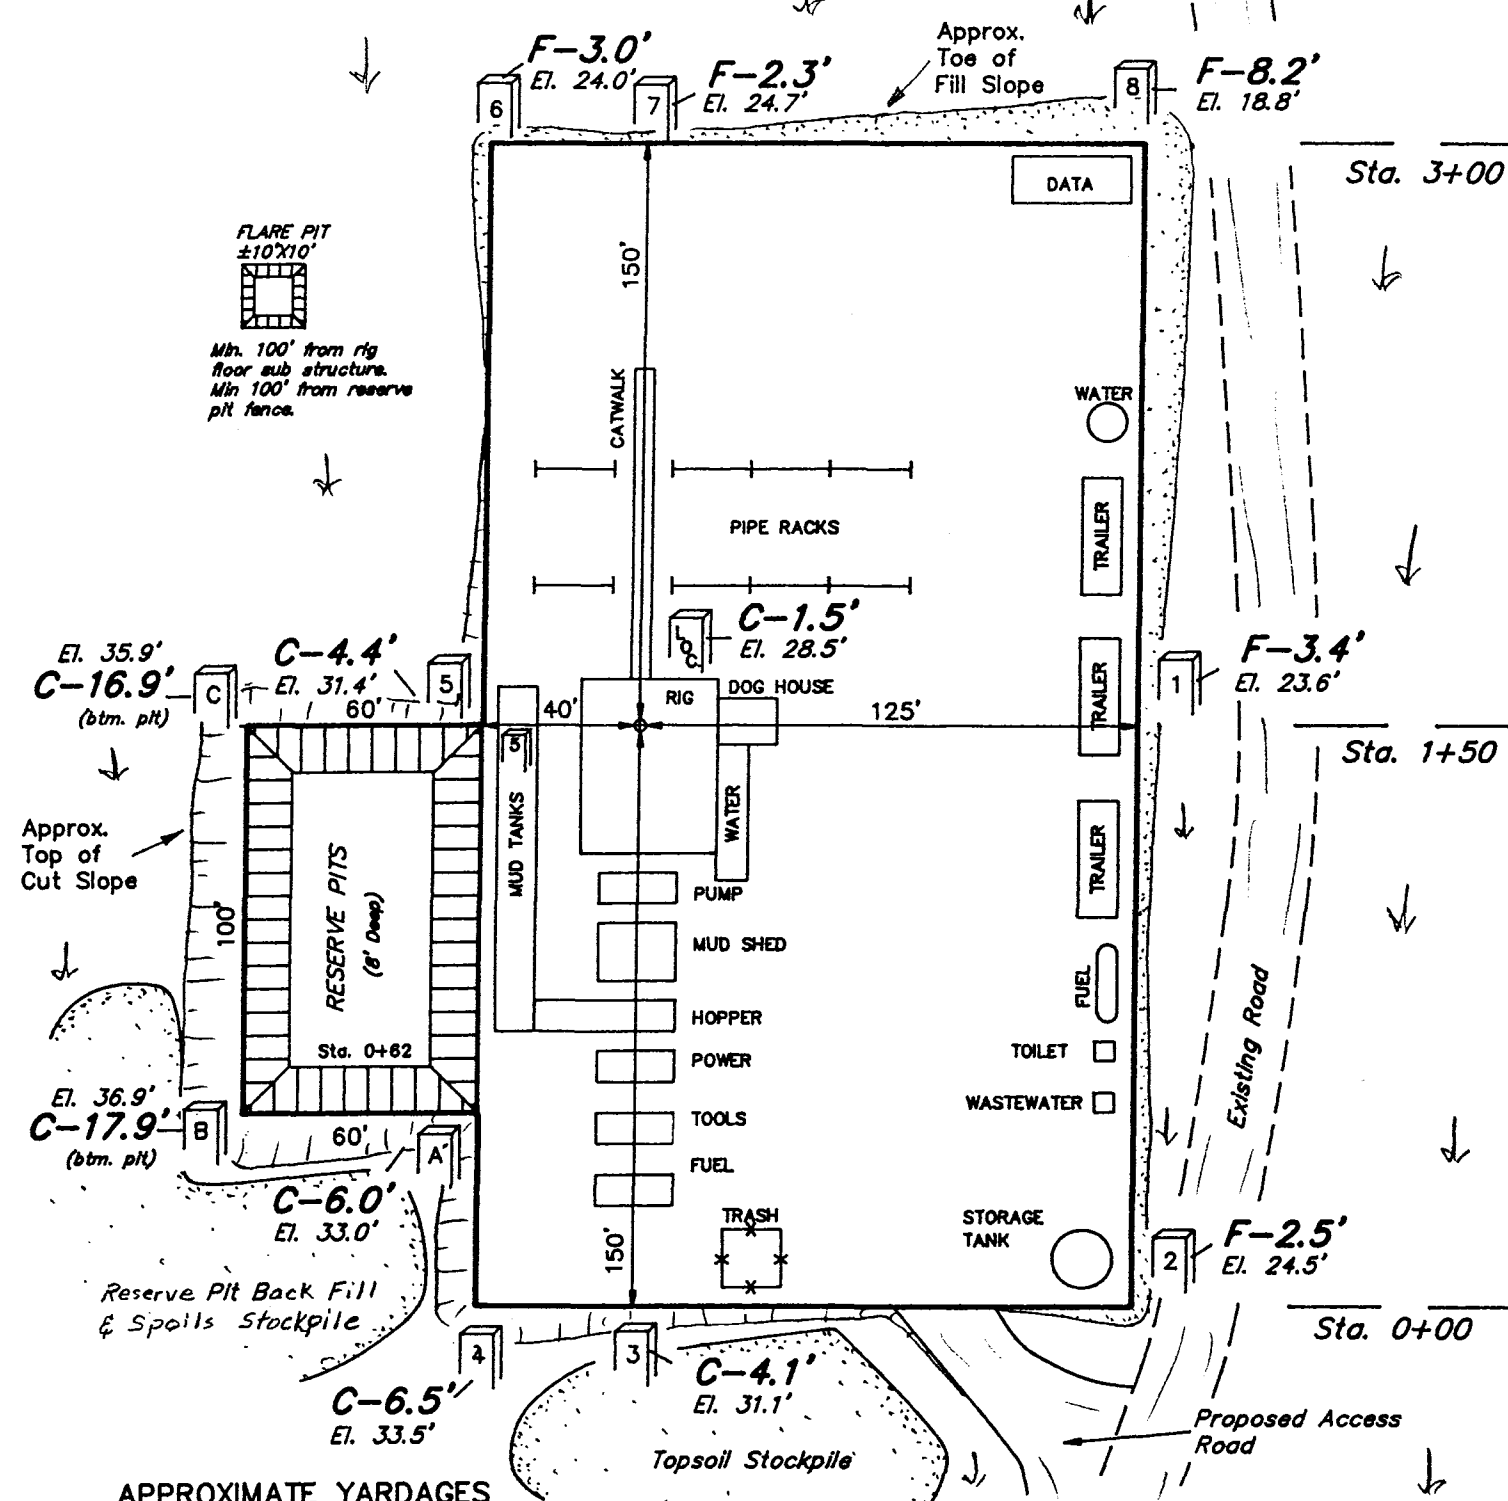 Approx.
Toe of
Fill Slope
F-3.0'
El. 24.0'
6
F-2.3'
El. 24.7'
7
F-8.2'
El. 18.8'
8
Sta. 3+00
DATA
FLARE PIT
±10'X10'
Min. 100' from rig
floor sub structure.
Min 100' from reserve
pit fence.
150'
CATWALK
WATER
PIPE RACKS
TRAILER
C-1.5'
El. 28.5'
LOC.
El. 35.9'
C-16.9'
(btm. pit)
C
C-4.4'
El. 31.4'
5
60'
40'
RIG
DOG HOUSE
125'
TRAILER
F-3.4'
El. 23.6'
1
Sta. 1+50
5
MUD TANKS
WATER
TRAILER
Approx.
Top of
Cut Slope
100'
RESERVE PITS
(8' Deep)
Sta. 0+62
PUMP
MUD SHED
HOPPER
POWER
TOOLS
FUEL
FUEL
TOILET
WASTEWATER
Existing Road
El. 36.9'
C-17.9'
(btm. pit)
B
60'
A
C-6.0'
El. 33.0'
150'
TRASH
STORAGE
TANK
F-2.5'
El. 24.5'
2
Reserve Pit Back Fill
& Spoils Stockpile
Sta. 0+00
4
3
C-6.5'
El. 33.5'
C-4.1'
El. 31.1'
Topsoil Stockpile
Proposed Access
Road
APPROXIMATE YARDAGES